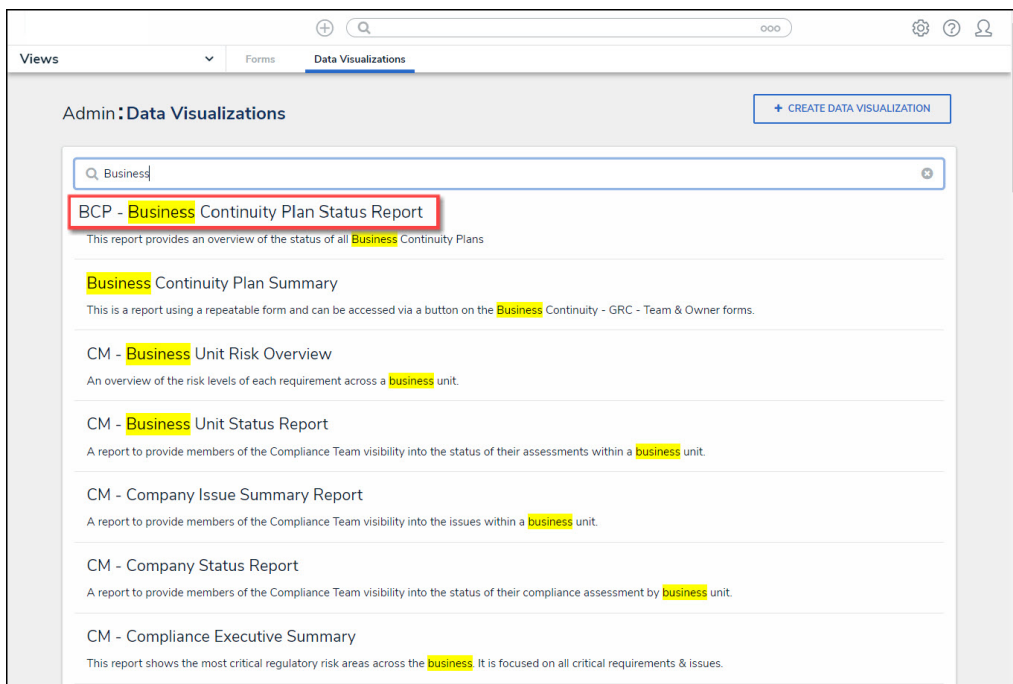 Views
Forms
Data Visualizations
Admin:Data Visualizations
+ CREATE DATA VISUALIZATION
Business
BCP - Business Continuity Plan Status Report
This report provides an overview of the status of all Business Continuity Plans
Business Continuity Plan Summary
This is a report using a repeatable form and can be accessed via a button on the Business Continuity - GRC - Team & Owner forms.
CM - Business Unit Risk Overview
An overview of the risk levels of each requirement across a business unit.
CM - Business Unit Status Report
A report to provide members of the Compliance Team visibility into the status of their assessments within a business unit.
CM - Company Issue Summary Report
A report to provide members of the Compliance Team visibility into the issues within a business unit.
CM - Company Status Report
A report to provide members of the Compliance Team visibility into the status of their compliance assessment by business unit.
CM - Compliance Executive Summary
This report shows the most critical regulatory risk areas across the business. It is focused on all critical requirements & issues.